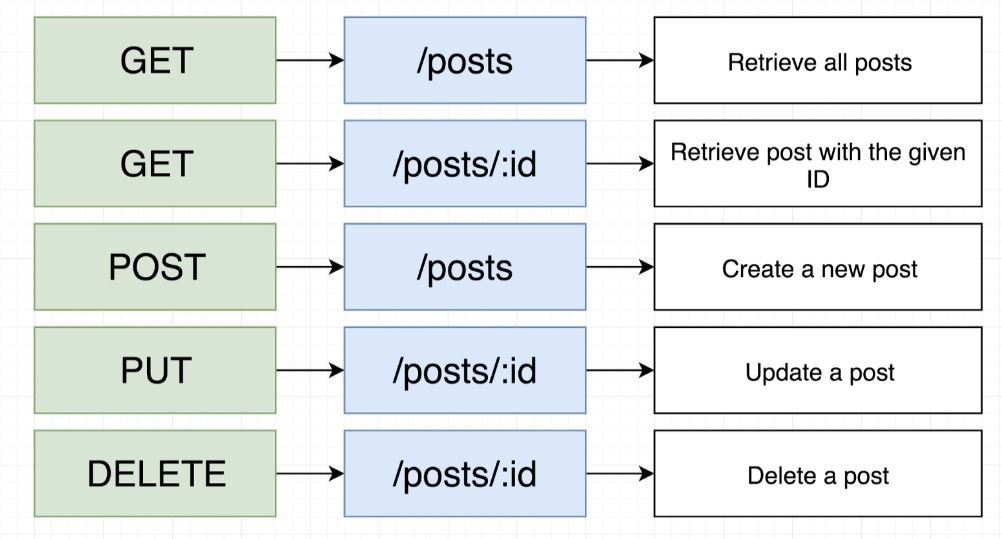 GET
/posts
Retrieve all posts
GET
/posts/:id
Retrieve post with the given
ID
POST
/posts
Create a new post
PUT
/posts/:id
Update a post
DELETE
/posts/:id
Delete a post